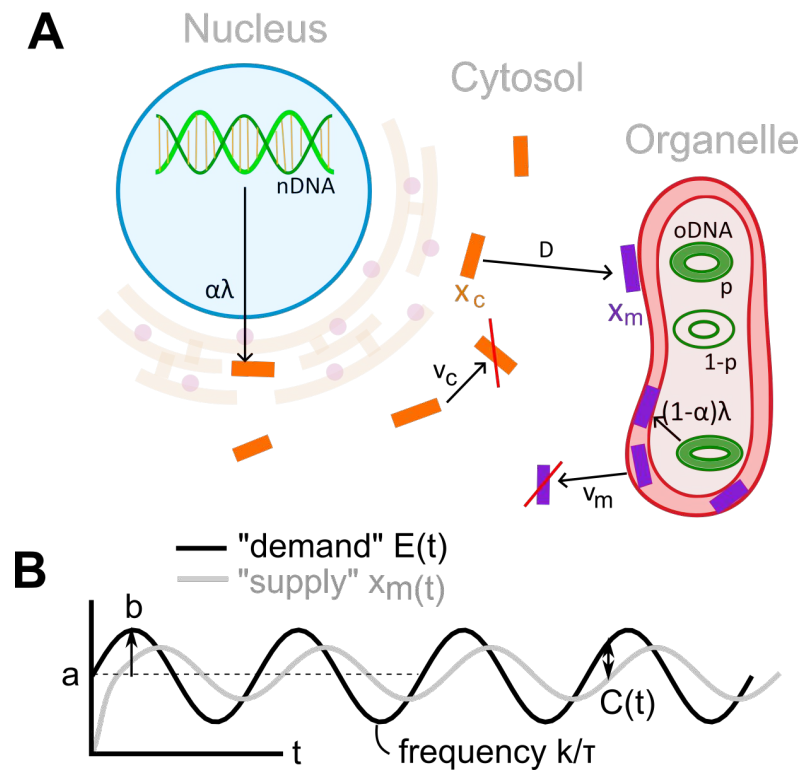 A
Nucleus
Cytosol
Organelle
nDNA
oDNA
αλ
D
p
x_c
x_m
1-p
v_c
(1-α)λ
v_m
B
"demand" E(t)
"supply" x_m(t)
b
a
C(t)
t
frequency k/τ